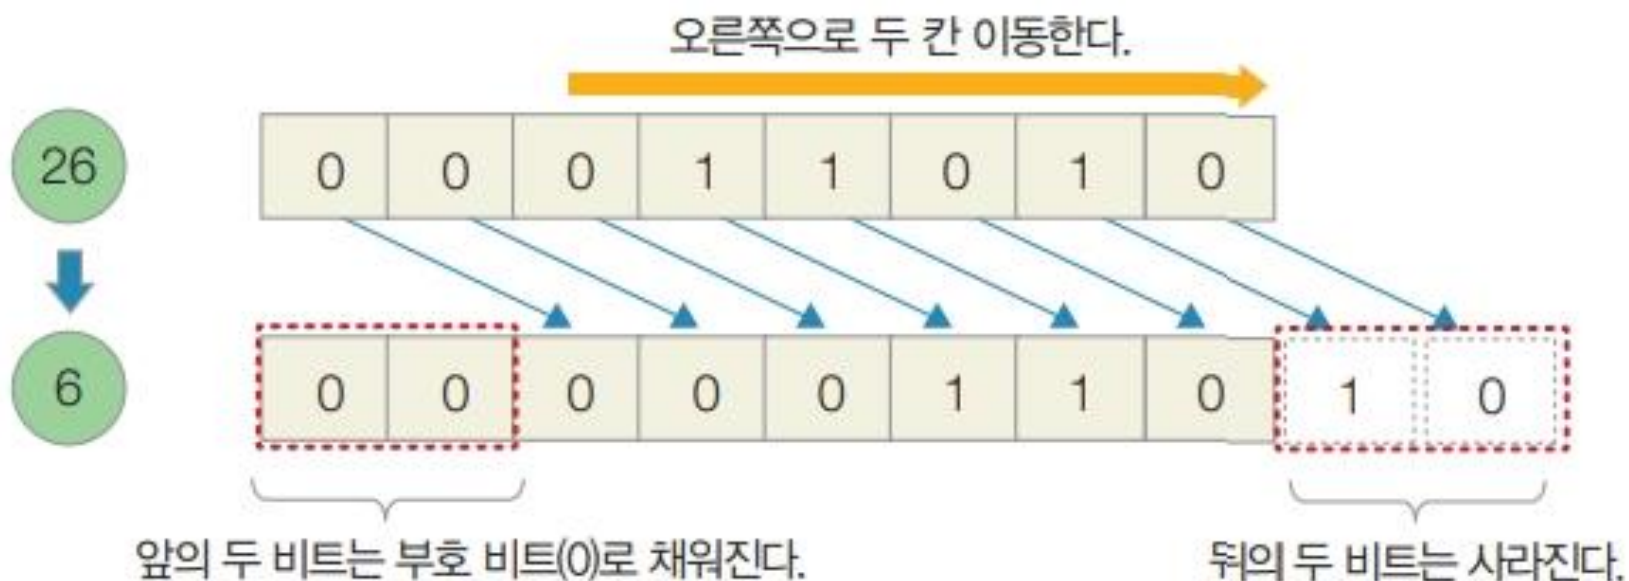 오른쪽으로 두 칸 이동한다.
26 0 0 0 1 1 0 1 0
6 0 0 0 0 0 1 1 0 1 0
앞의 두 비트는 부호 비트(0)로 채워진다. 뒤의 두 비트는 사라진다.